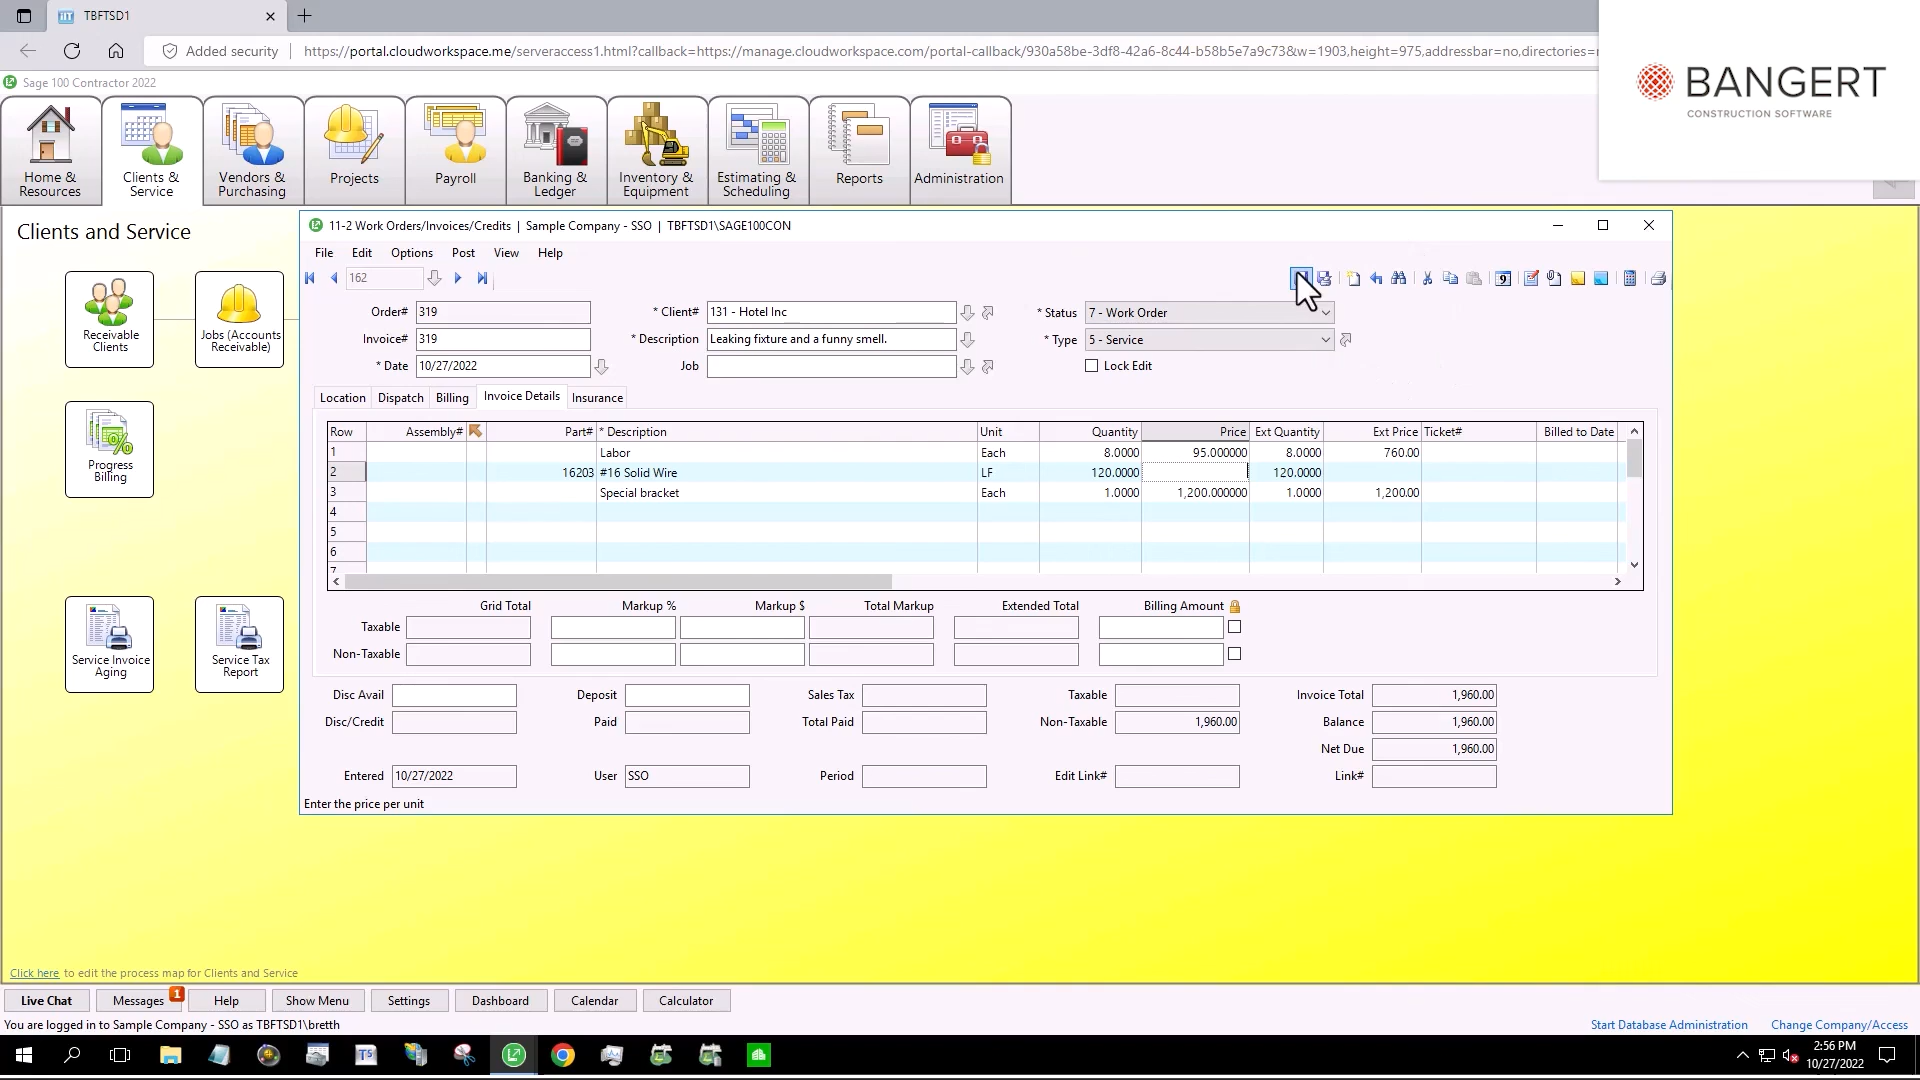 TBFTSD1
Added security
https://portal.cloudworkspace.me/serveraccess1.html?callback=https://manage.cloudworkspace.com/portal-callback/930a58be-3df8-42a6-8c44-b58b5e7a9c73&w=1903,height=975,addressbar=no,directories=
BANGERT
CONSTRUCTION SOFTWARE
Sage 100 Contractor 2022
Home & Resources
Clients & Service
Vendors & Purchasing
Projects
Payroll
Banking & Ledger
Inventory & Equipment
Estimating & Scheduling
Reports
Administration
Clients and Service
Receivable Clients
Jobs (Accounts Receivable)
Progress Billing
Service Invoice Aging
Service Tax Report
11-2 Work Orders/Invoices/Credits | Sample Company - SSO | TBFTSD1\SAGE100CON
File Edit Options Post View Help
162
9
Order# 319 * Client# 131 - Hotel Inc * Status 7 - Work Order
Invoice# 319 * Description Leaking fixture and a funny smell. * Type 5 - Service
* Date 10/27/2022 Job Lock Edit
Location Dispatch Billing Invoice Details Insurance
Row Assembly# Part# * Description Unit Quantity Price Ext Quantity Ext Price Ticket# Billed to Date
1 Labor Each 8.0000 95.000000 8.0000 760.00
2 16203 #16 Solid Wire LF 120.0000 120.0000
3 Special bracket Each 1.0000 1,200.000000 1.0000 1,200.00
4
5
6
7
Grid Total Markup % Markup $ Total Markup Extended Total Billing Amount
Taxable
Non-Taxable
Disc Avail Deposit Sales Tax Taxable Invoice Total 1,960.00
Disc/Credit Paid Total Paid Non-Taxable 1,960.00 Balance 1,960.00
Net Due 1,960.00
Entered 10/27/2022 User SSO Period Edit Link# Link#
Enter the price per unit
Click here to edit the process map for Clients and Service
Live Chat Messages 1 Help Show Menu Settings Dashboard Calendar Calculator
You are logged in to Sample Company - SSO as TBFTSD1\bretth
Start Database Administration Change Company/Access
2:56 PM
10/27/2022